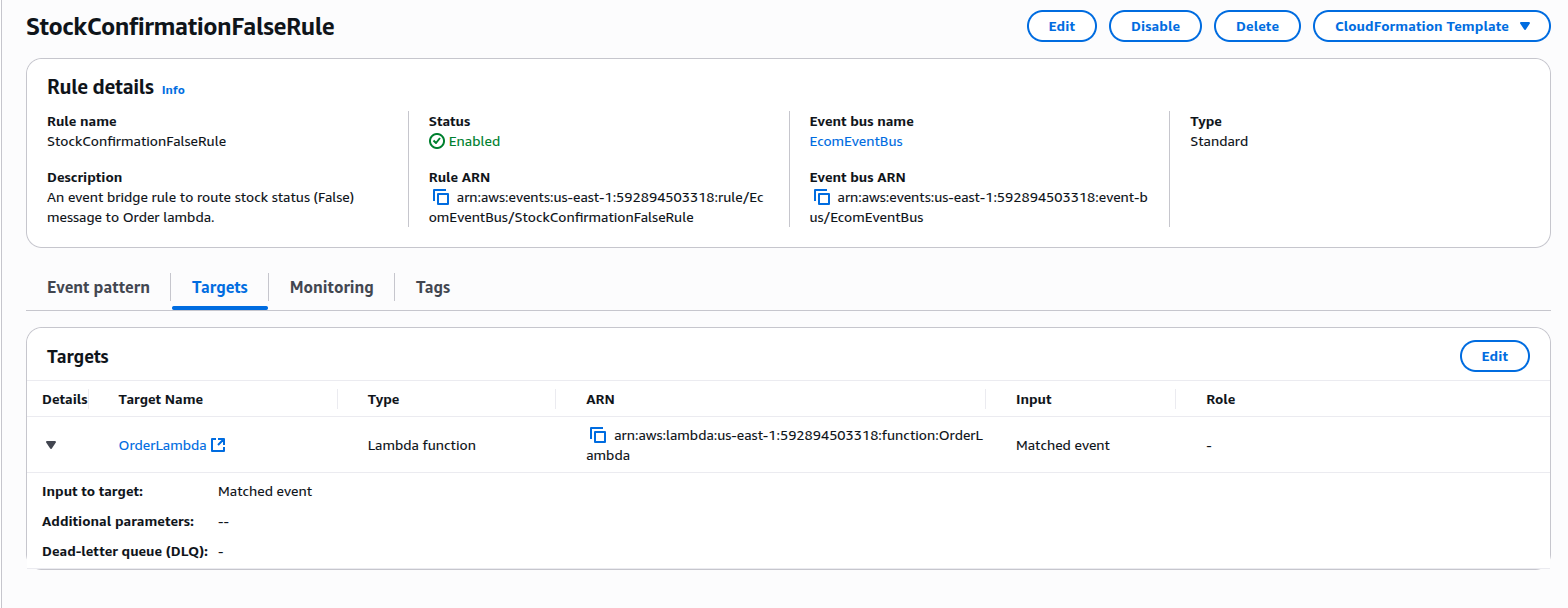 StockConfirmationFalseRule
Edit
Disable
Delete
CloudFormation Template
Rule details Info
Rule name
StockConfirmationFalseRule
Status
Enabled
Event bus name
EcomEventBus
Type
Standard
Description
An event bridge rule to route stock status (False)
message to Order lambda.
Rule ARN
arn:aws:events:us-east-1:592894503318:rule/Ec
omEventBus/StockConfirmationFalseRule
Event bus ARN
arn:aws:events:us-east-1:592894503318:event-b
us/EcomEventBus
Event pattern
Targets
Monitoring
Tags
Targets
Edit
Details
Target Name
Type
ARN
Input
Role
OrderLambda
Lambda function
arn:aws:lambda:us-east-1:592894503318:function:OrderL
ambda
Matched event
-
Input to target: Matched event
Additional parameters: --
Dead-letter queue (DLQ): -